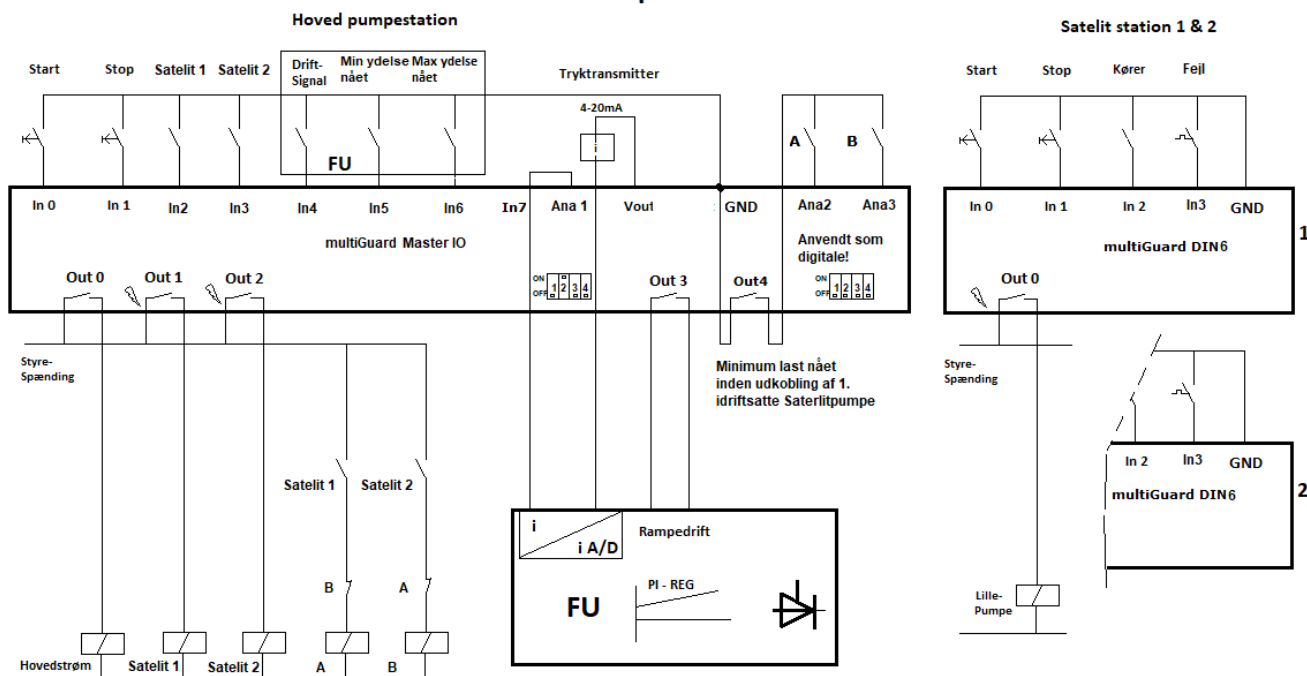 Hoved pumpestation
Satelit station 1 & 2
Start
Stop
Satelit 1
Satelit 2
Drift-
Signal
Min ydelse
nået
Max ydelse
nået
Tryktransmitter
4-20mA
i
FU
A
B
Start
Stop
Kører
Fejl
In 0
In 1
In2
In3
In4
In5
In6
In7
Ana 1
Vout
GND
Ana2
Ana3
multiGuard Master IO
Anvendt som
digitale!
Out 0
Out 1
Out 2
ON
OFF
1 2 3 4
Out 3
Out4
ON
OFF
1 2 3 4
In 0
In 1
In 2
In3
GND
1
multiGuard DIN6
Out 0
Styre-
Spænding
Minimum last nået
inden udkobling af 1.
idriftsatte Saterlitpumpe
Styre-
Spænding
In 2
In3
GND
multiGuard DIN6
2
Satelit 1
Satelit 2
B
A
i
i A/D
Rampedrift
PI - REG
FU
Lille-
Pumpe
Hovedstrøm
Satelit 1
Satelit 2
A
B